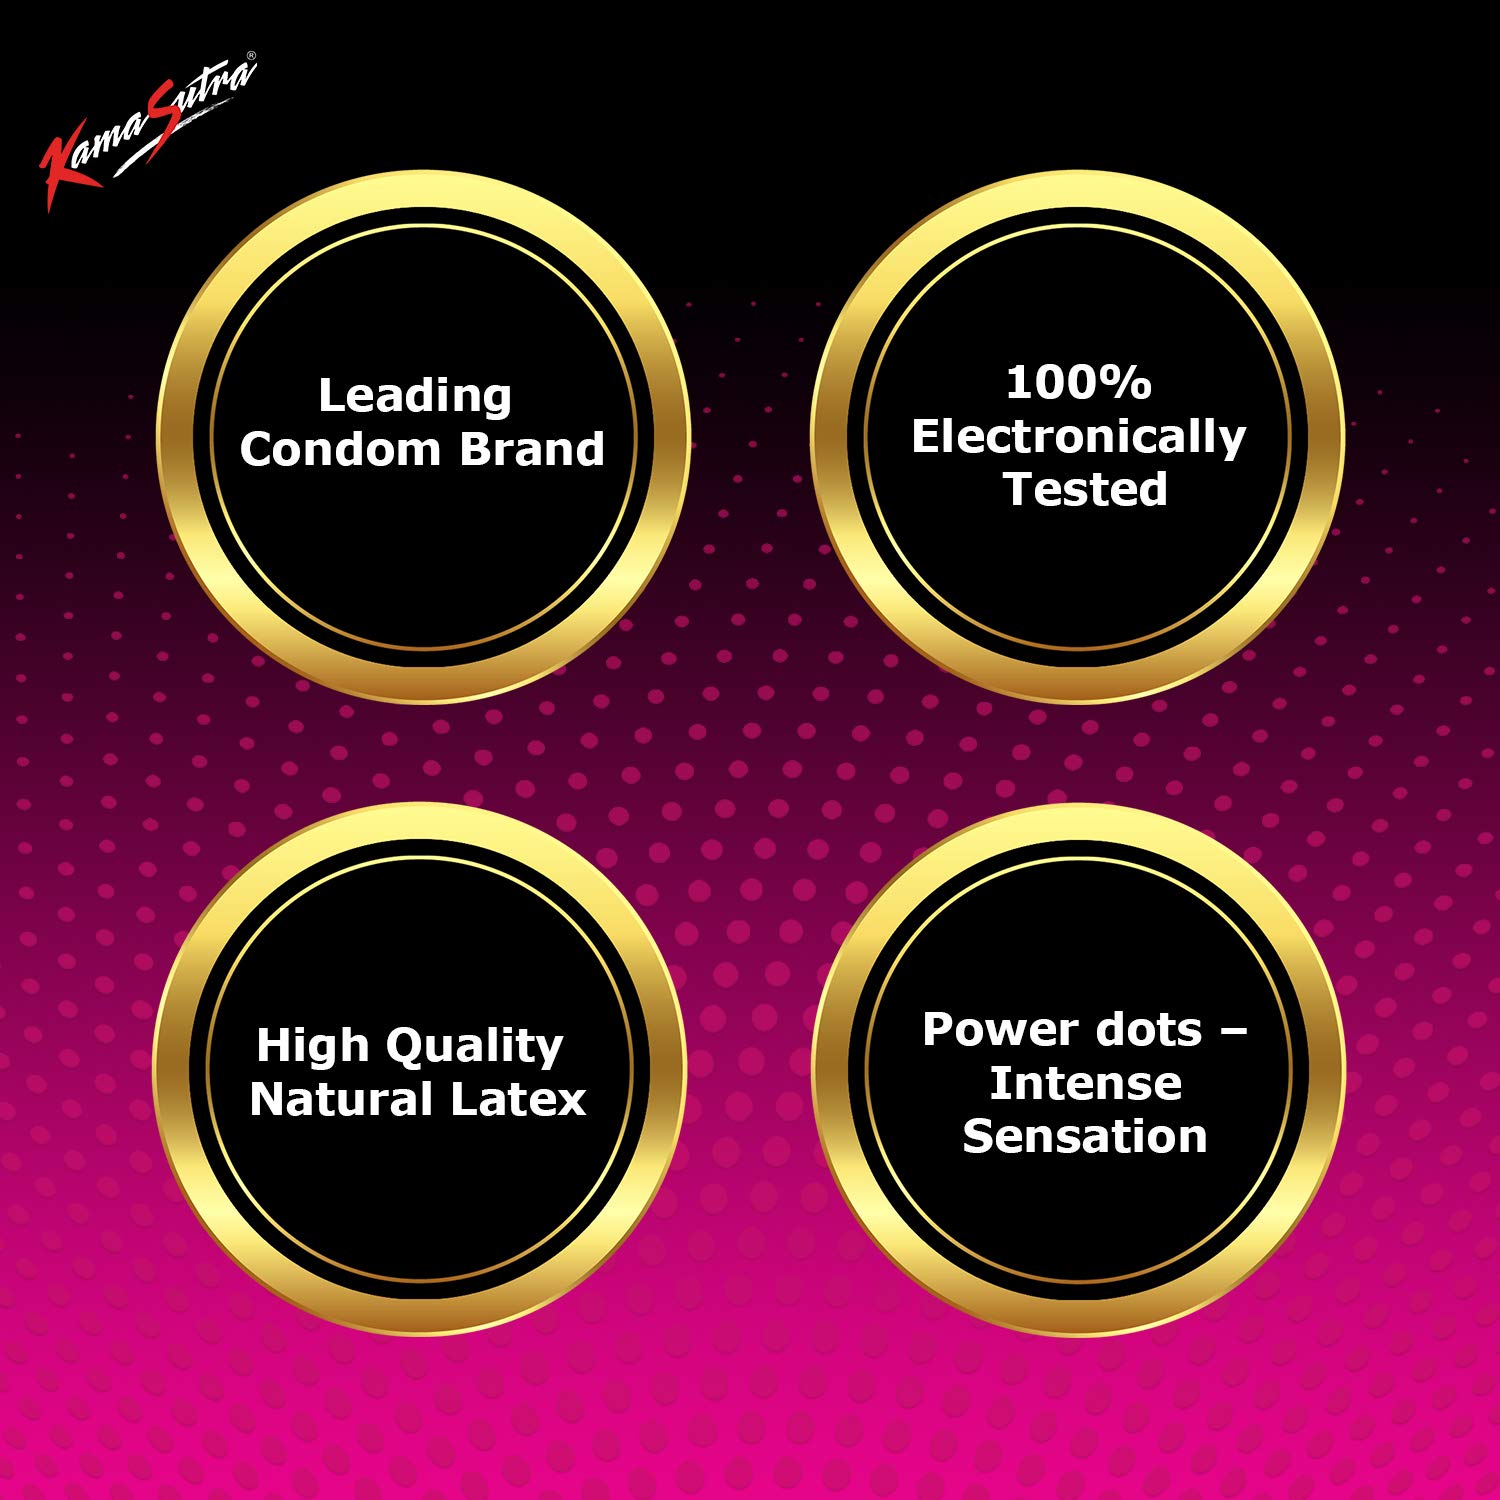 KamaSutra®
Leading
Condom Brand
100%
Electronically
Tested
High Quality
Natural Latex
Power dots –
Intense
Sensation